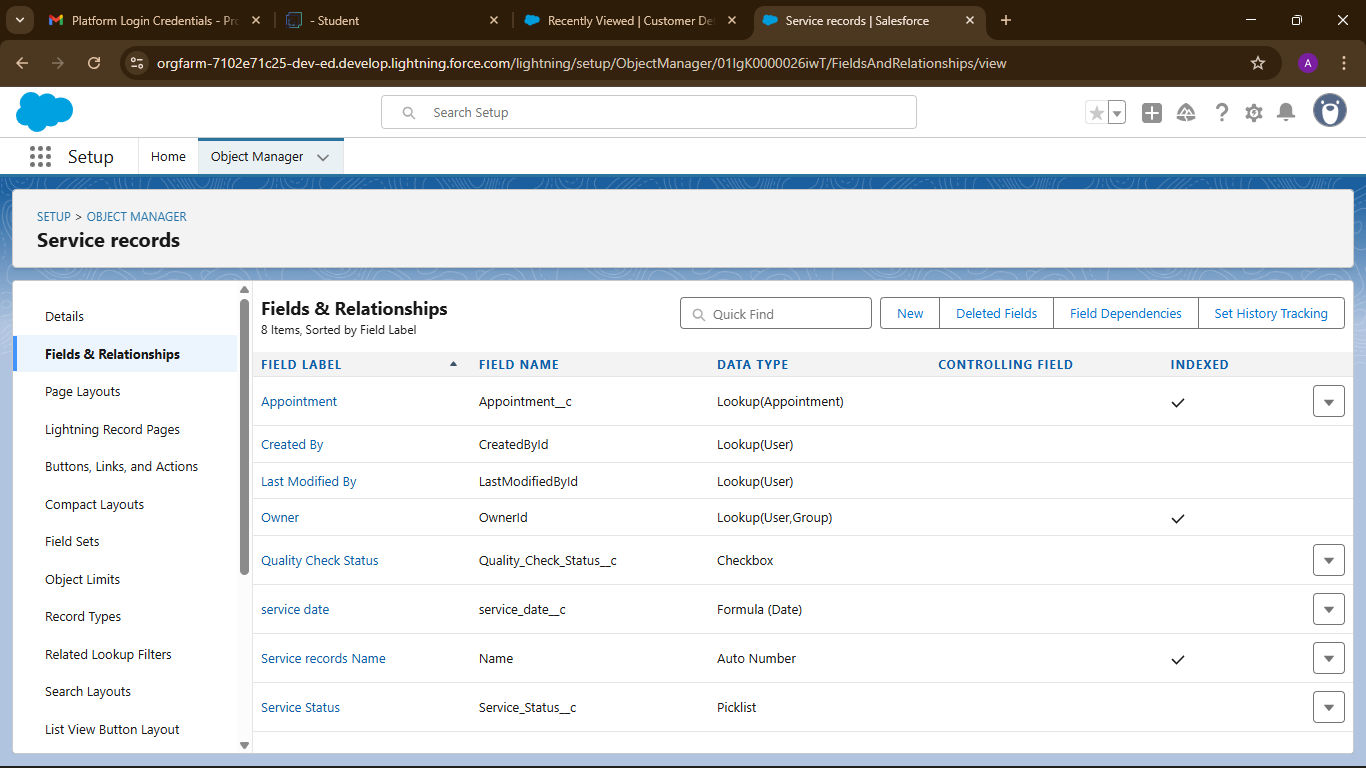 Platform Login Credentials - Pro
- Student
Recently Viewed | Customer De
Service records | Salesforce
orgfarm-7102e71c25-dev-ed.develop.lightning.force.com/lightning/setup/ObjectManager/01IgK0000026iwT/FieldsAndRelationships/view
A
Search Setup
Setup
Home
Object Manager
SETUP > OBJECT MANAGER
Service records
Details
Fields & Relationships
Page Layouts
Lightning Record Pages
Buttons, Links, and Actions
Compact Layouts
Field Sets
Object Limits
Record Types
Related Lookup Filters
Search Layouts
List View Button Layout
Fields & Relationships
8 Items, Sorted by Field Label
Quick Find
New
Deleted Fields
Field Dependencies
Set History Tracking
FIELD LABEL FIELD NAME DATA TYPE CONTROLLING FIELD INDEXED
Appointment Appointment__c Lookup(Appointment)
Created By CreatedById Lookup(User)
Last Modified By LastModifiedById Lookup(User)
Owner OwnerId Lookup(User,Group)
Quality Check Status Quality_Check_Status__c Checkbox
service date service_date__c Formula (Date)
Service records Name Name Auto Number
Service Status Service_Status__c Picklist